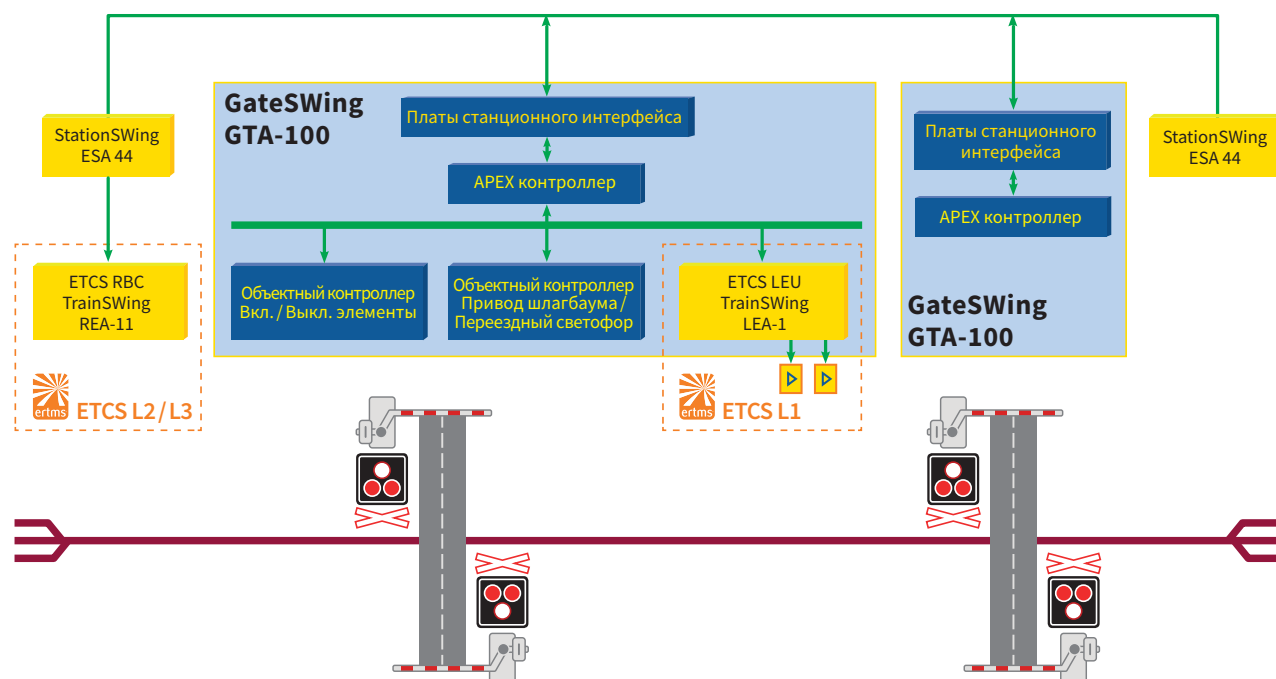 StationSWing
ESA 44
GateSWing
GTA-100
Платы станционного интерфейса
APEX контроллер
Объектный контроллер
Вкл. / Выкл. элементы
Объектный контроллер
Привод шлагбаума /
Переездный светофор
ETCS LEU
TrainSWing
LEA-1
ertms
ETCS L1
ETCS RBC
TrainSWing
REA-11
ertms
ETCS L2 / L3
Платы станционного
интерфейса
APEX контроллер
GateSWing
GTA-100
StationSWing
ESA 44